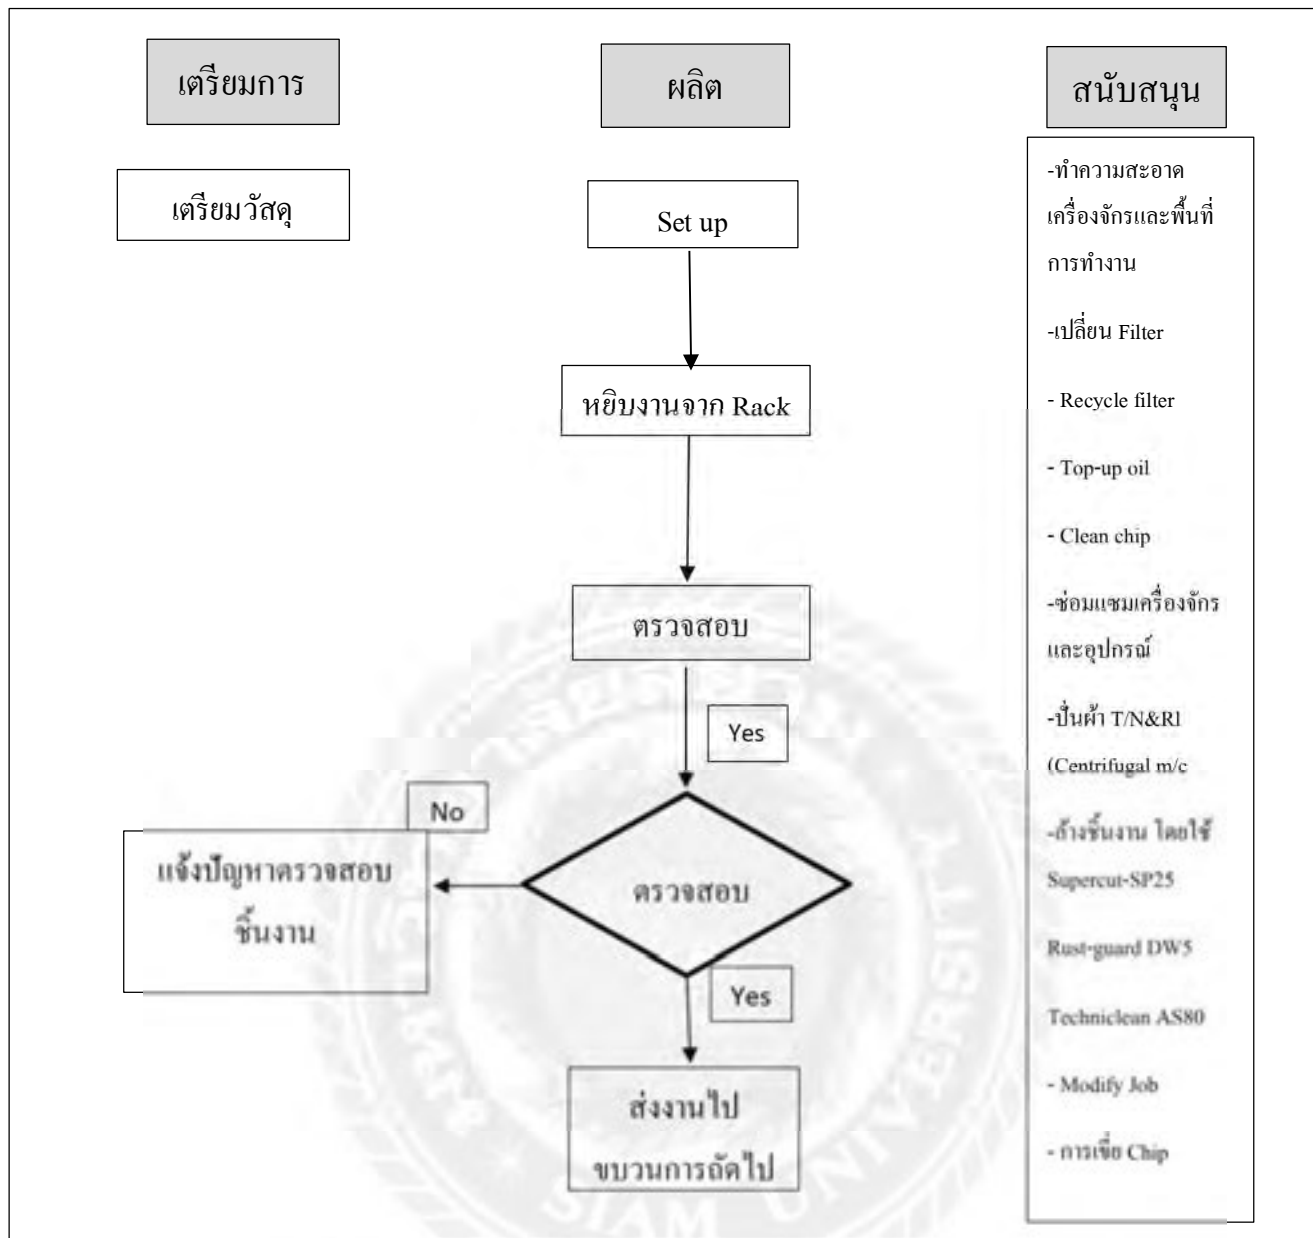 เตรียมการ
ผลิต
สนับสนุน
เตรียมวัสดุ
Set up
หยิบงานจาก Rack
ตรวจสอบ
Yes
ตรวจสอบ
No
แจ้งปัญหาตรวจสอบ
ชิ้นงาน
Yes
ส่งงานไป
ขบวนการถัดไป
-ทำความสะอาด
เครื่องจักรและพื้นที่
การทำงาน
-เปลี่ยน Filter
- Recycle filter
- Top-up oil
- Clean chip
-ซ่อมแซมเครื่องจักร
และอุปกรณ์
-ปั่นผ้า T/N&RI
(Centrifugal m/c
-ล้างชิ้นงาน โดยใช้
Supercut-SP25
Rust-guard DW5
Techniclean AS80
- Modify Job
- การเขี่ย Chip
SIAM UNIVERSITY